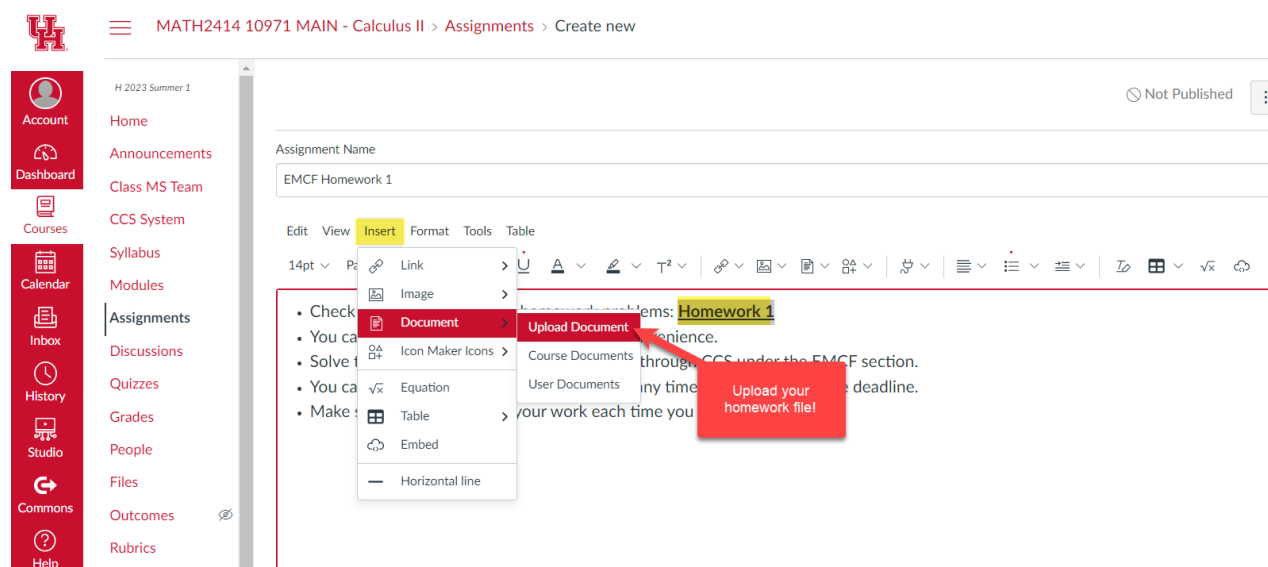 UH
MATH2414 10971 MAIN - Calculus II > Assignments > Create new
Account
Dashboard
Courses
Calendar
Inbox
History
Studio
Commons
Help
H 2023 Summer 1
Home
Announcements
Class MS Team
CCS System
Syllabus
Modules
Assignments
Discussions
Quizzes
Grades
People
Files
Outcomes
Rubrics
Not Published
Assignment Name
EMCF Homework 1
Edit View Insert Format Tools Table
14pt
Link
Image
Document
Icon Maker Icons
Equation
Table
Embed
Horizontal line
Upload Document
Course Documents
User Documents
• Check ems: Homework 1
• You ca enience.
• Solve through CCS under the EMCF section.
• You ca ny time deadline.
• Make your work each time you
Upload your
homework file!